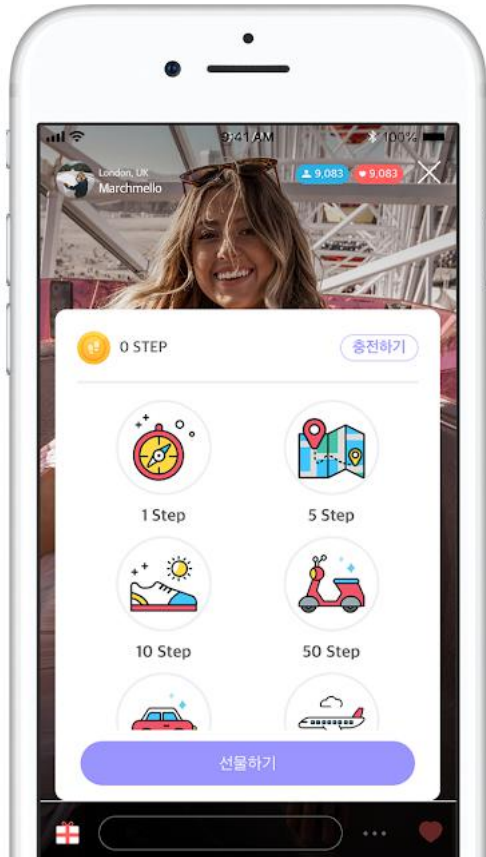 9:41 AM
100%
London, UK
Marchmello
9,083
9,083
0 STEP
충전하기
1 Step
5 Step
10 Step
50 Step
선물하기